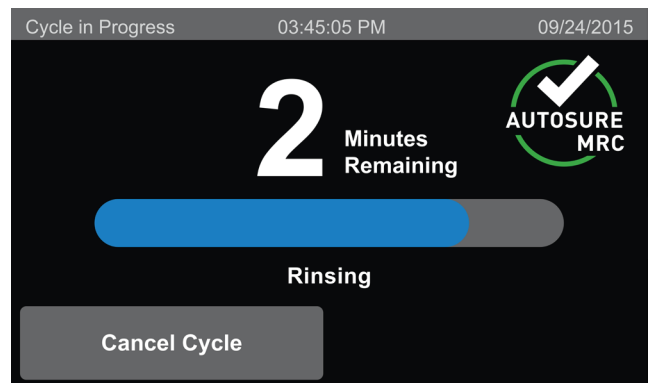 Cycle in Progress 03:45:05 PM 09/24/2015
2 Minutes
Remaining
AUTOSURE
MRC
Rinsing
Cancel Cycle